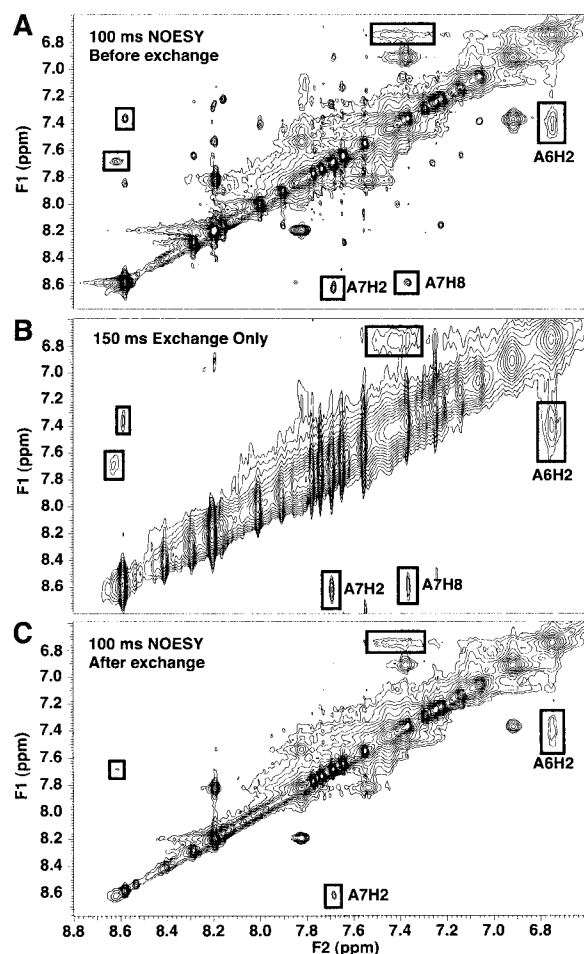 A
100 ms NOESY
Before exchange
6.8
7.0
7.2
7.4
7.6
7.8
8.0
8.2
8.4
8.6
F1 (ppm)
A6H2
A7H2
A7H8
B
150 ms Exchange Only
6.8
7.0
7.2
7.4
7.6
7.8
8.0
8.2
8.4
8.6
F1 (ppm)
A6H2
A7H2
A7H8
C
100 ms NOESY
After exchange
6.8
7.0
7.2
7.4
7.6
7.8
8.0
8.2
8.4
8.6
F1 (ppm)
A6H2
A7H2
8.8 8.6 8.4 8.2 8.0 7.8 7.6 7.4 7.2 7.0 6.8
F2 (ppm)